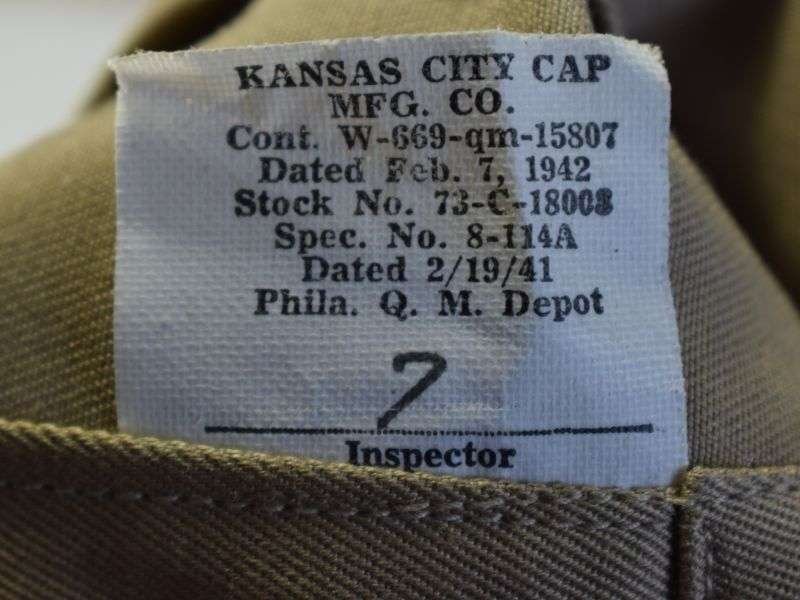 KANSAS CITY CAP
MFG. CO.
Cont. W-669-qm-15807
Dated Feb. 7, 1942
Stock No. 73-C-18003
Spec. No. 8-114A
Dated 2/19/41
Phila. Q. M. Depot
7
Inspector